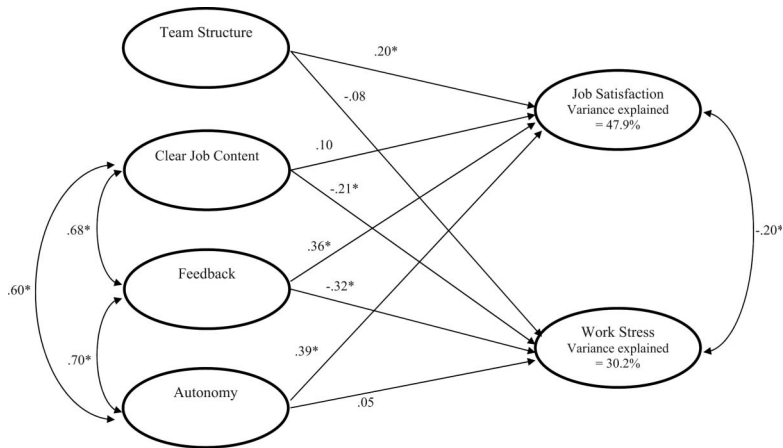 Team Structure
.20*
-.08
Job Satisfaction
Variance explained
= 47.9%
Clear Job Content
.10
-.21*
.68*
-.20*
.36*
Feedback
-.32*
.60*
Work Stress
Variance explained
= 30.2%
.70*
.39*
Autonomy
.05